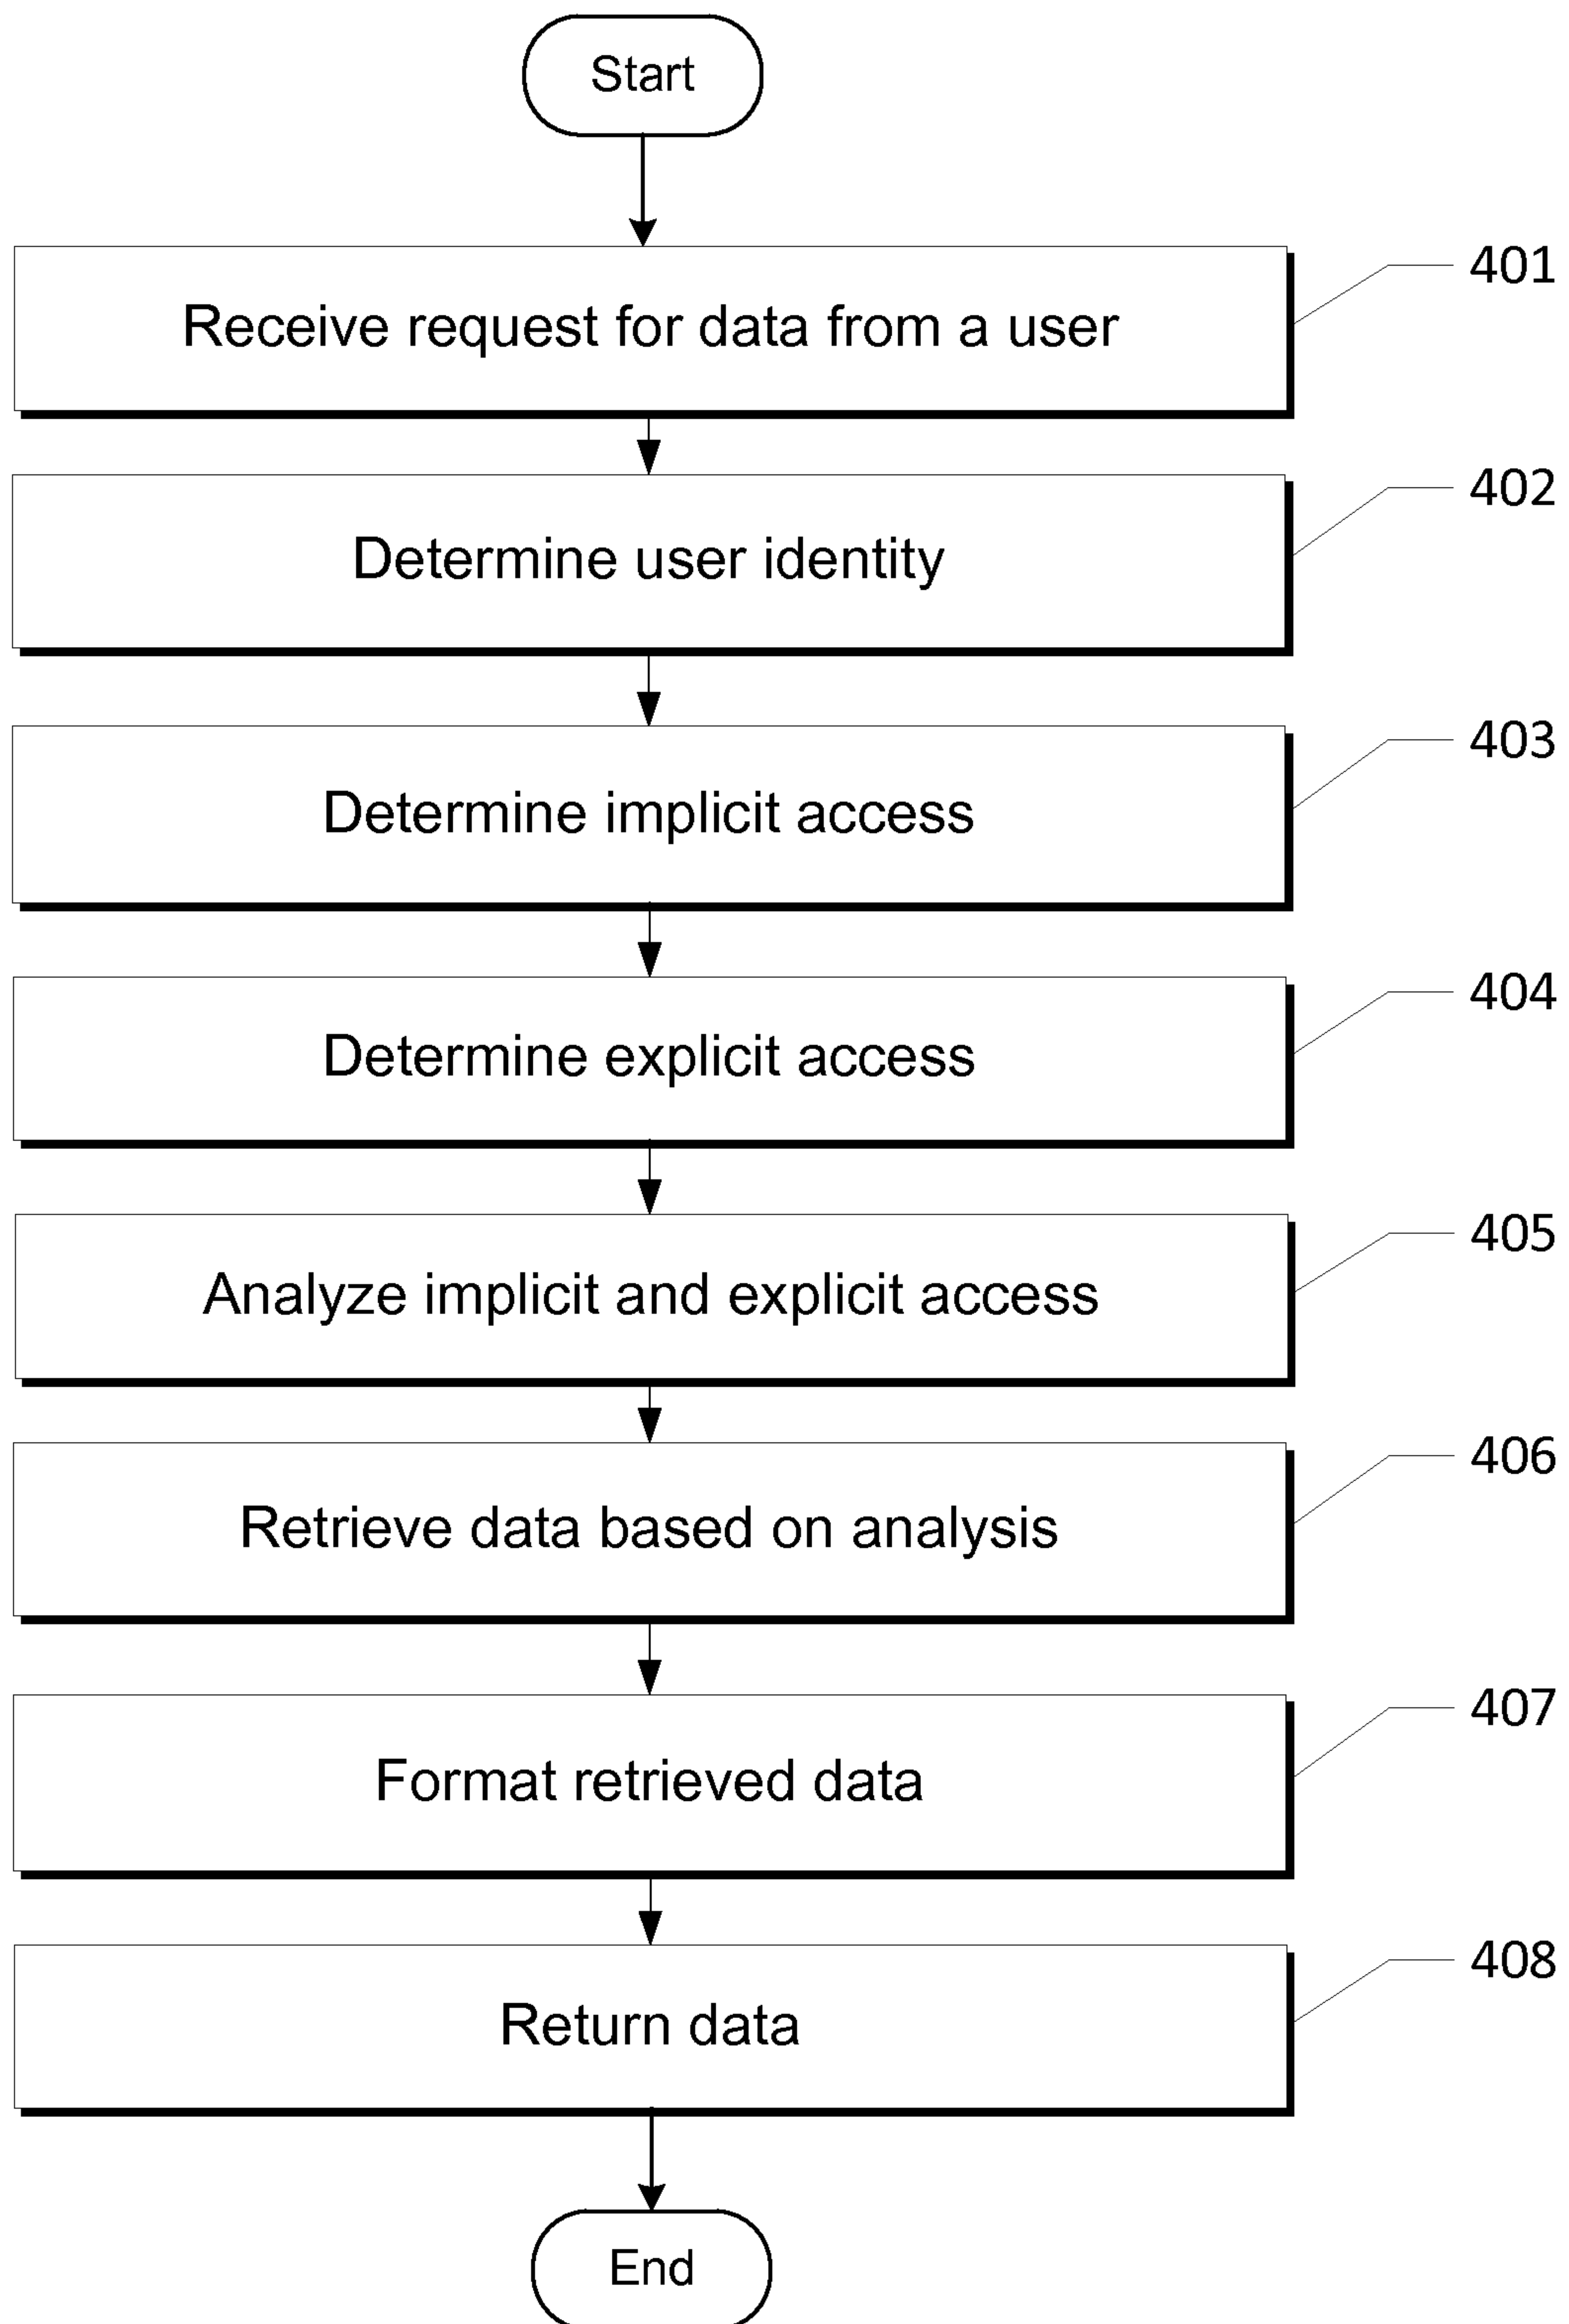 Start
Receive request for data from a user
401
Determine user identity
402
Determine implicit access
403
Determine explicit access
404
Analyze implicit and explicit access
405
Retrieve data based on analysis
406
Format retrieved data
407
Return data
408
End